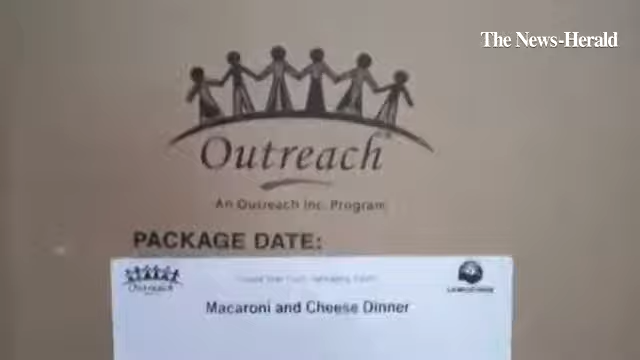 The News-Herald
Outreach
An Outreach Inc. Program
PACKAGE DATE:
Outreach
Macaroni and Cheese Dinner